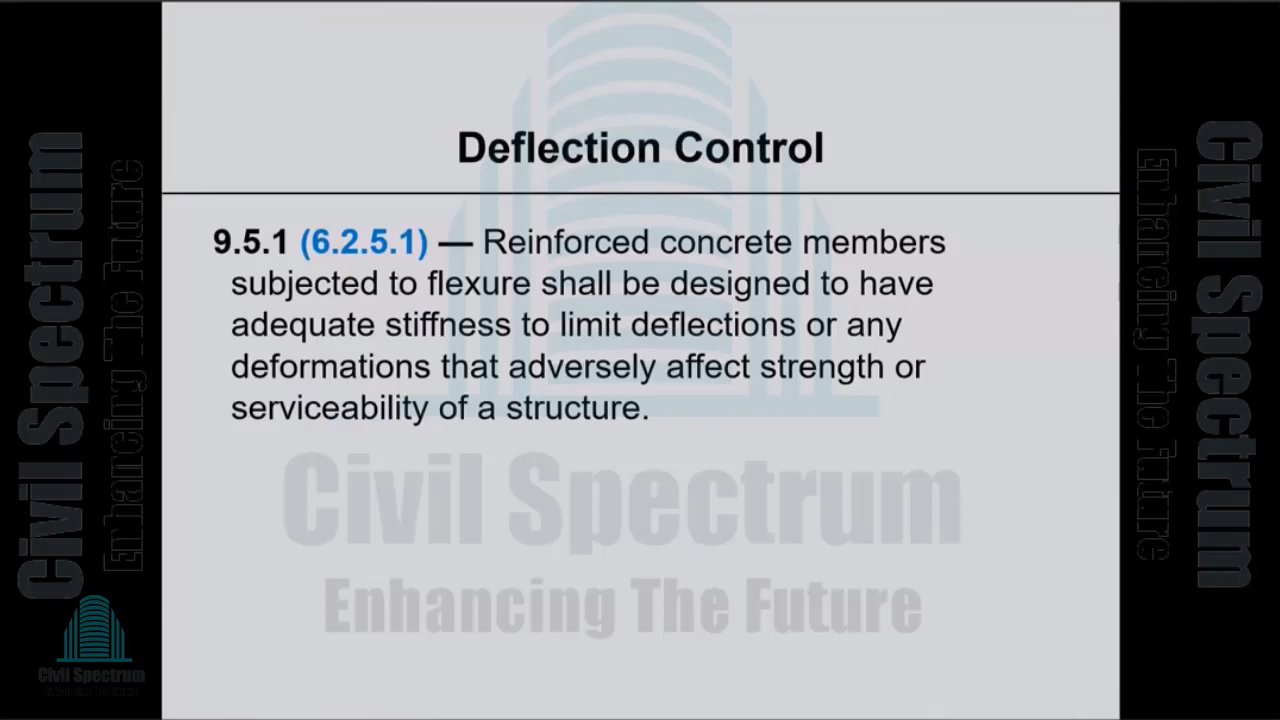 Deflection Control
9.5.1 (6.2.5.1) — Reinforced concrete members
subjected to flexure shall be designed to have
adequate stiffness to limit deflections or any
deformations that adversely affect strength or
serviceability of a structure.
Civil Spectrum
Enhancing The Future
Civil Spectrum
Enhancing The Future
Civil Spectrum
Enhancing The Future
Civil Spectrum